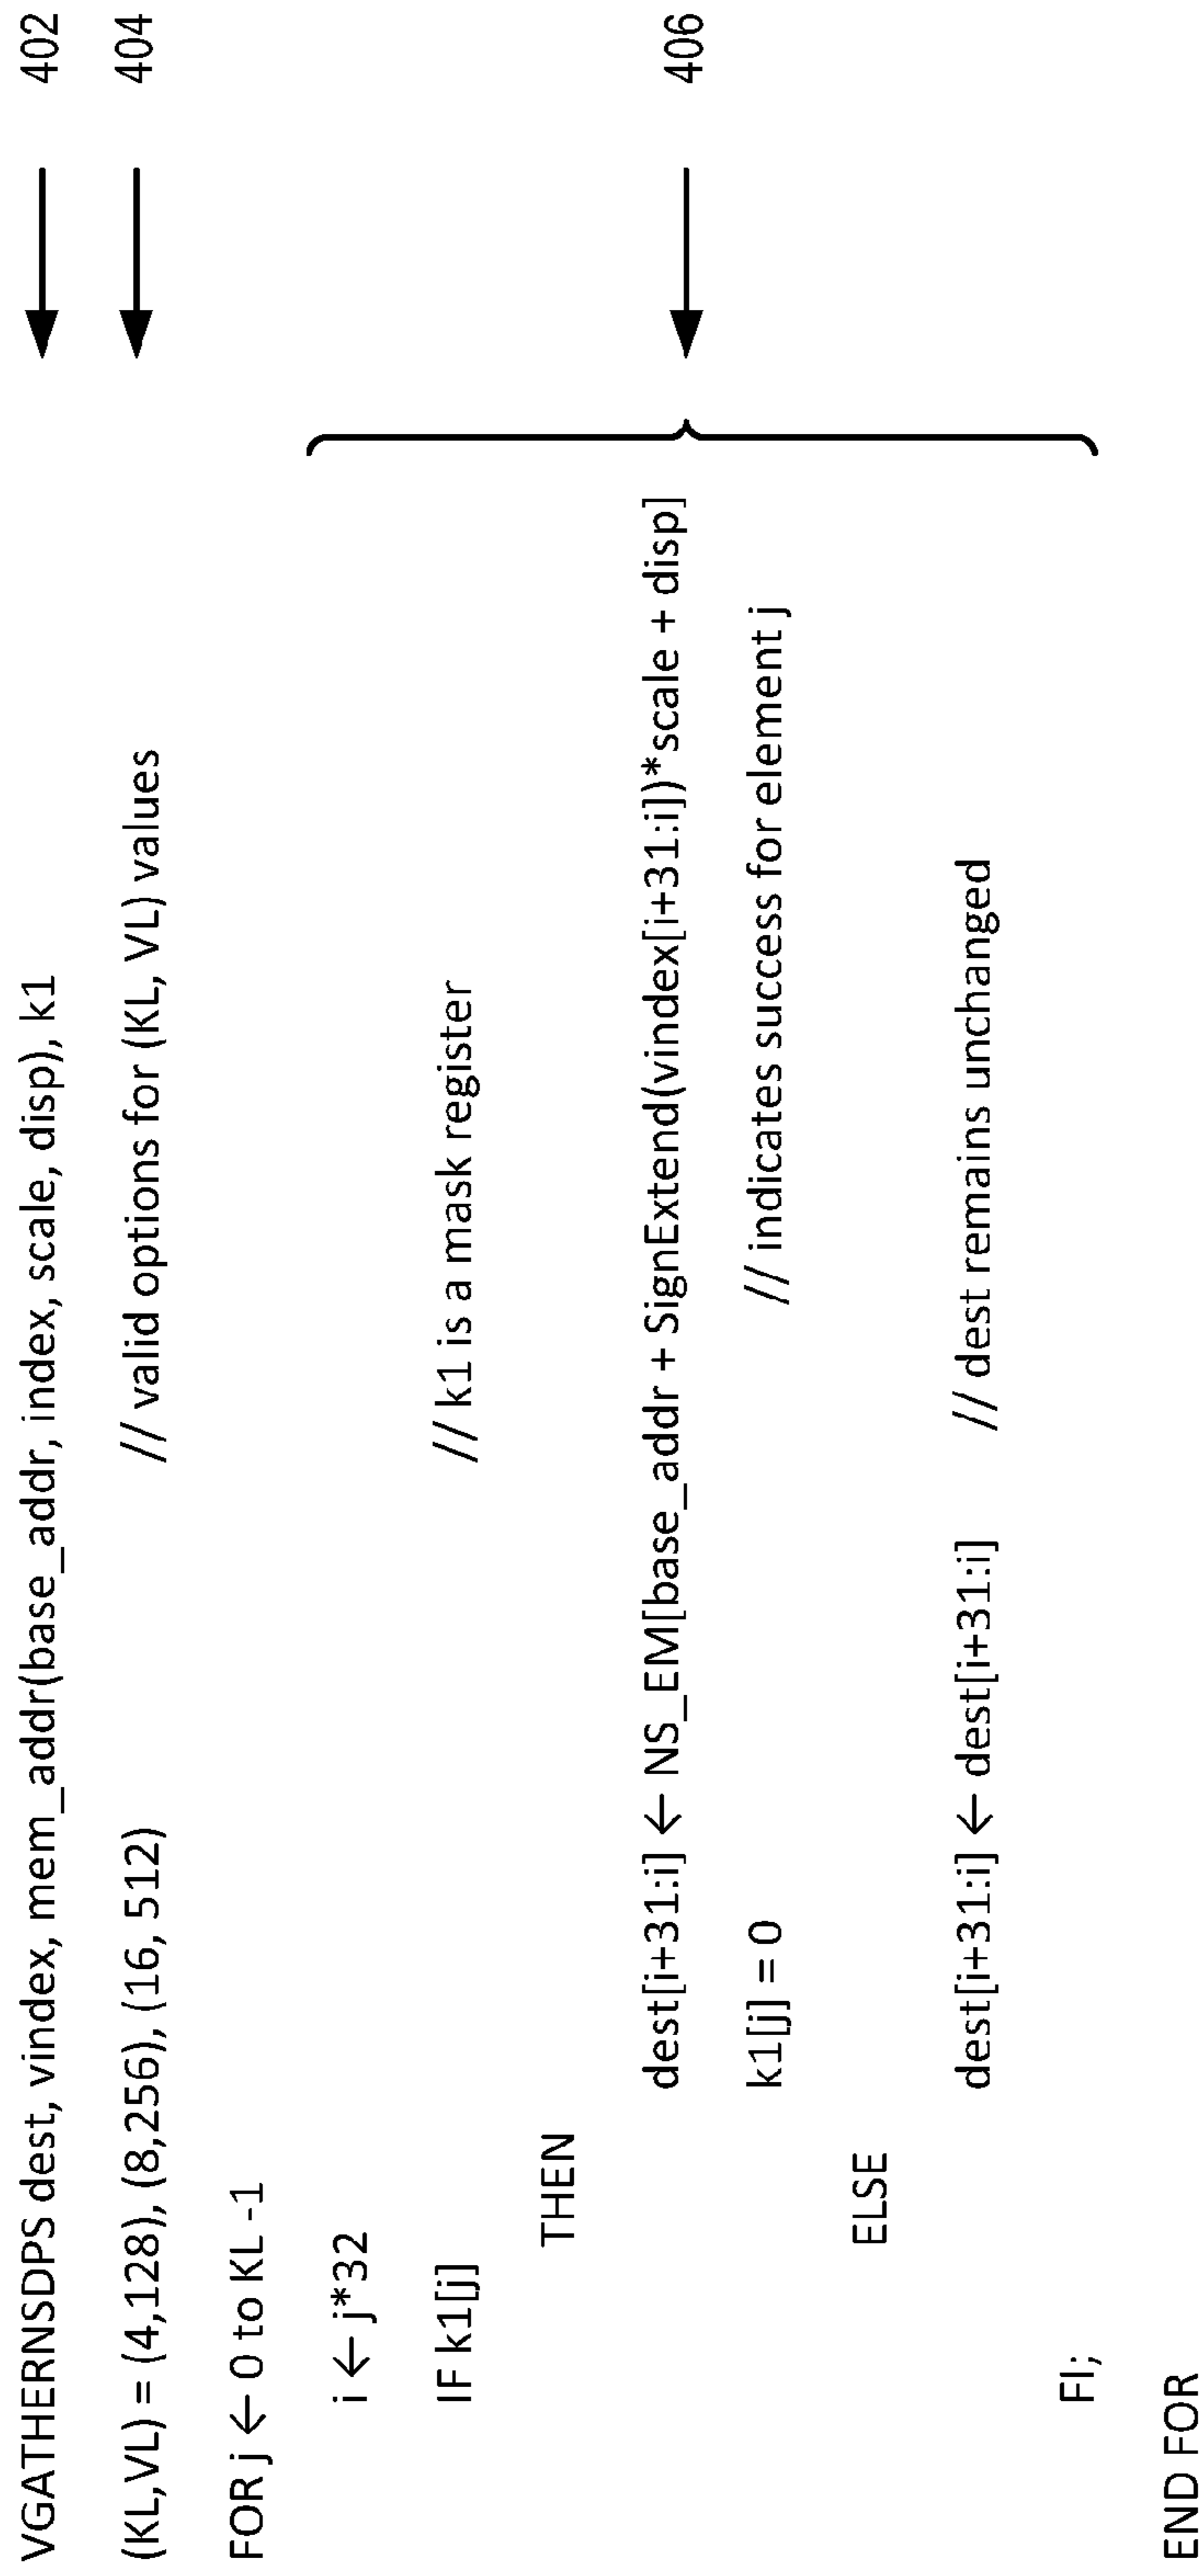 VGATHERNSDPS dest, vindex, mem_addr(base_addr, index, scale, disp), k1 402
(KL,VL) = (4,128), (8,256), (16, 512) // valid options for (KL, VL) values 404
FOR j ← 0 to KL -1
i ← j*32
IF k1[j] // k1 is a mask register
THEN
dest[i+31:i] ← NS_EM[base_addr + SignExtend(vindex[i+31:i])*scale + disp] 406
k1[j] = 0 // indicates success for element j
ELSE
dest[i+31:i] ← dest[i+31:i] // dest remains unchanged
FI;
END FOR